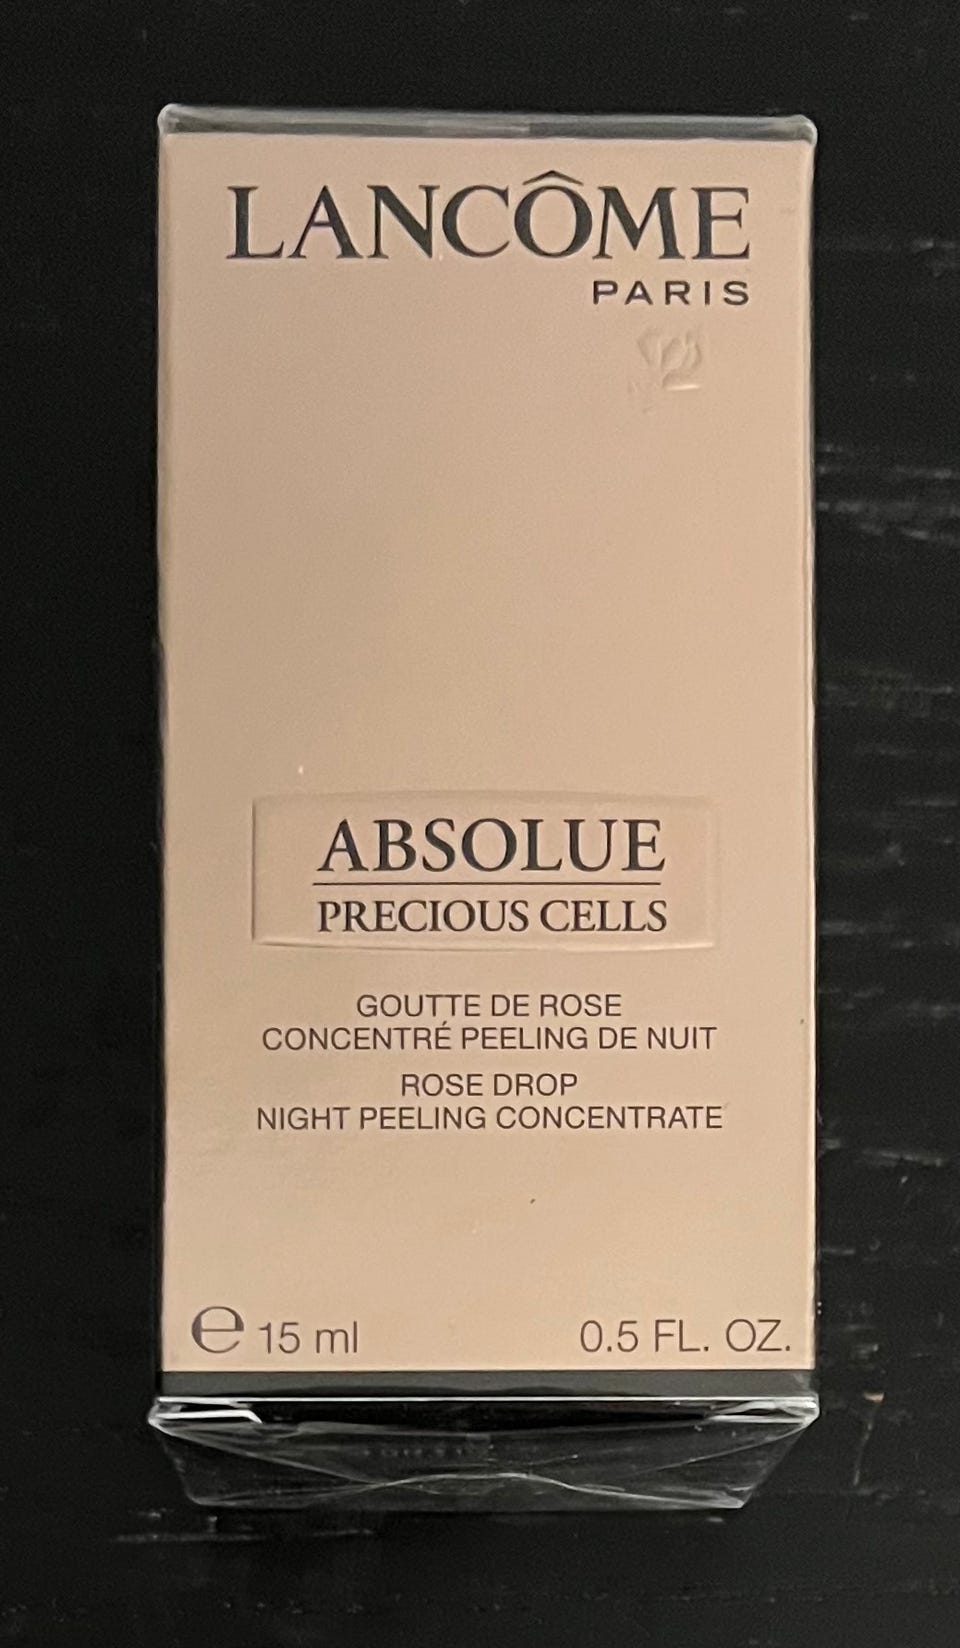 LANCÔME
PARIS
ABSOLUE
PRECIOUS CELLS
GOUTTE DE ROSE
CONCENTRÉ PEELING DE NUIT
ROSE DROP
NIGHT PEELING CONCENTRATE
℮ 15 ml 0.5 FL. OZ.